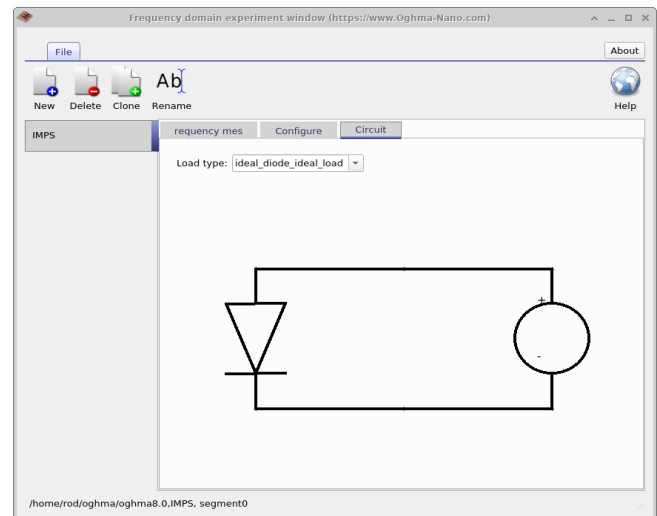 Frequency domain experiment window (https://www.Oghma-Nano.com)
File
About
New
Delete
Clone
Ab
Rename
Help
IMPS
requency mes
Configure
Circuit
Load type: ideal_diode_ideal_load
+
-
/home/rod/oghma/oghma8.0,IMPS, segment0